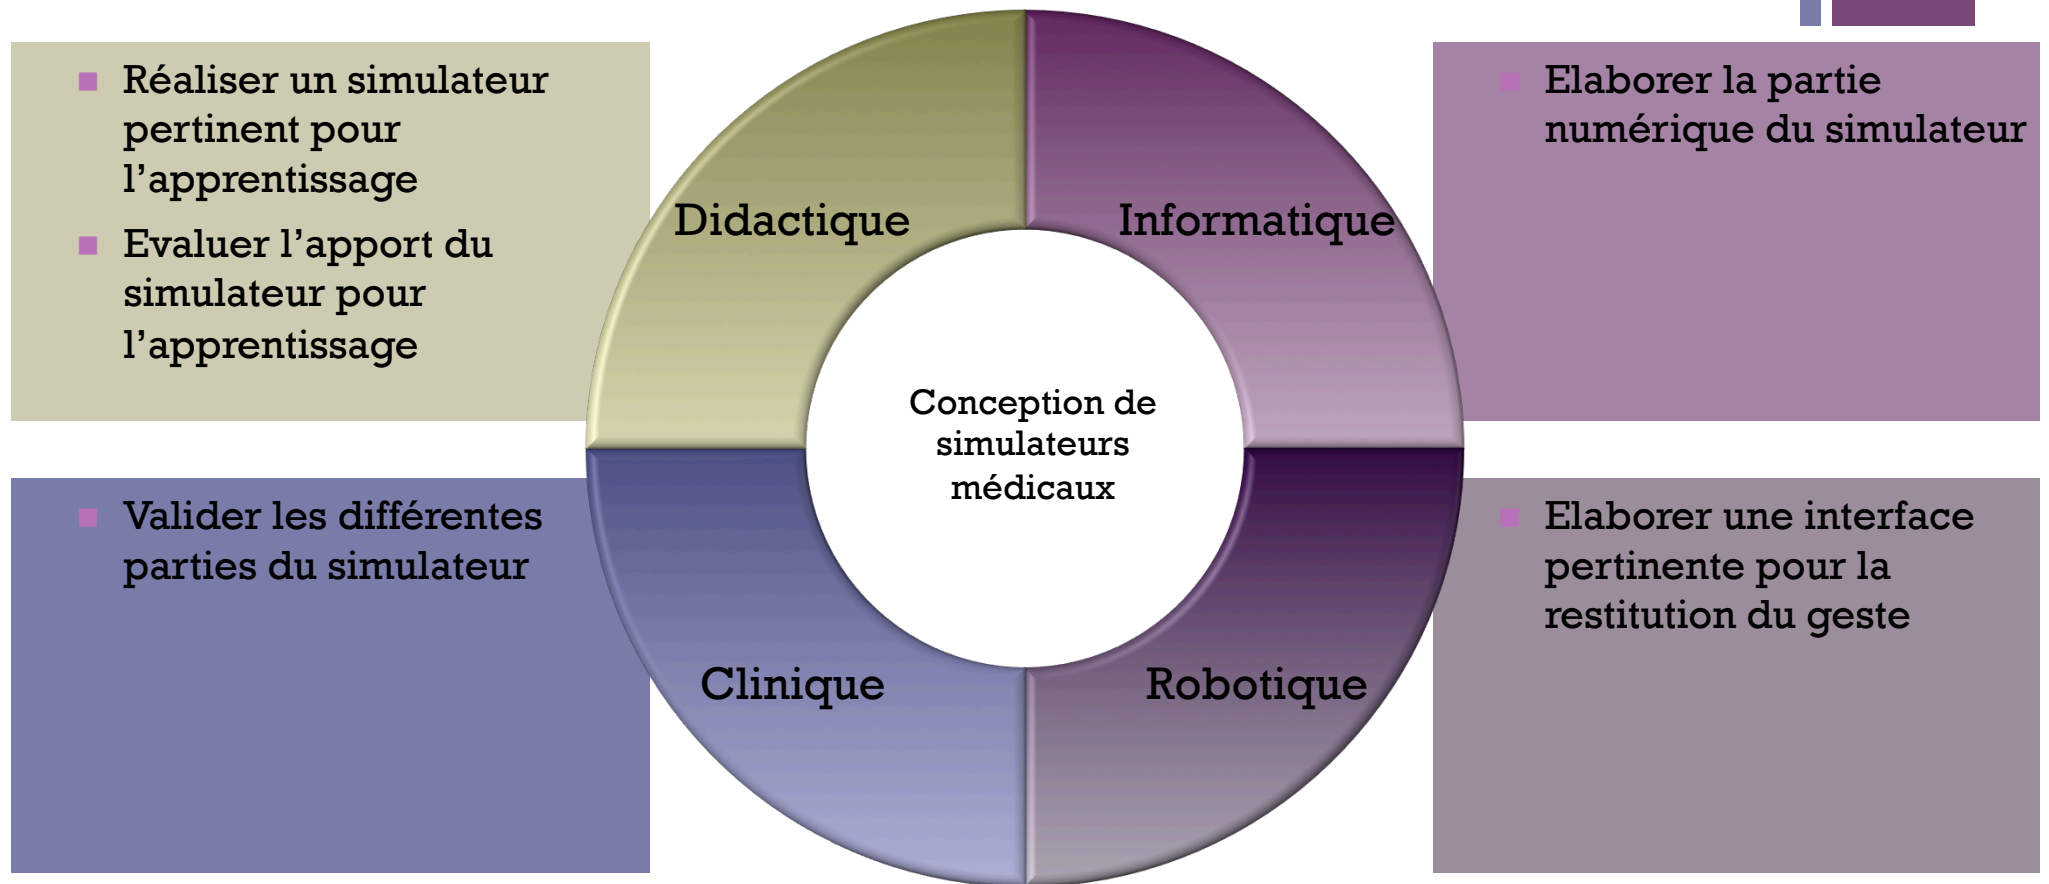 Réaliser un simulateur
pertinent pour
l’apprentissage
Evaluer l’apport du
simulateur pour
l’apprentissage
Didactique
Informatique
Elaborer la partie
numérique du simulateur
Conception de
simulateurs
médicaux
Valider les différentes
parties du simulateur
Clinique
Robotique
Elaborer une interface
pertinente pour la
restitution du geste